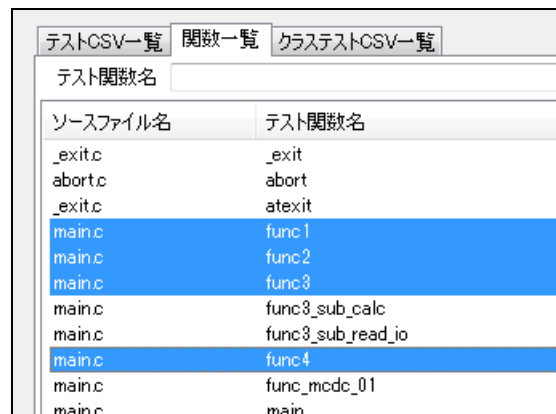 テストCSV一覧 関数一覧 クラステストCSV一覧
テスト関数名
ソースファイル名 テスト関数名
_exit.c _exit
abort.c abort
_exit.c atexit
main.c func1
main.c func2
main.c func3
main.c func3_sub_calc
main.c func3_sub_read_io
main.c func4
main.c func_mcdc_01
main.c main